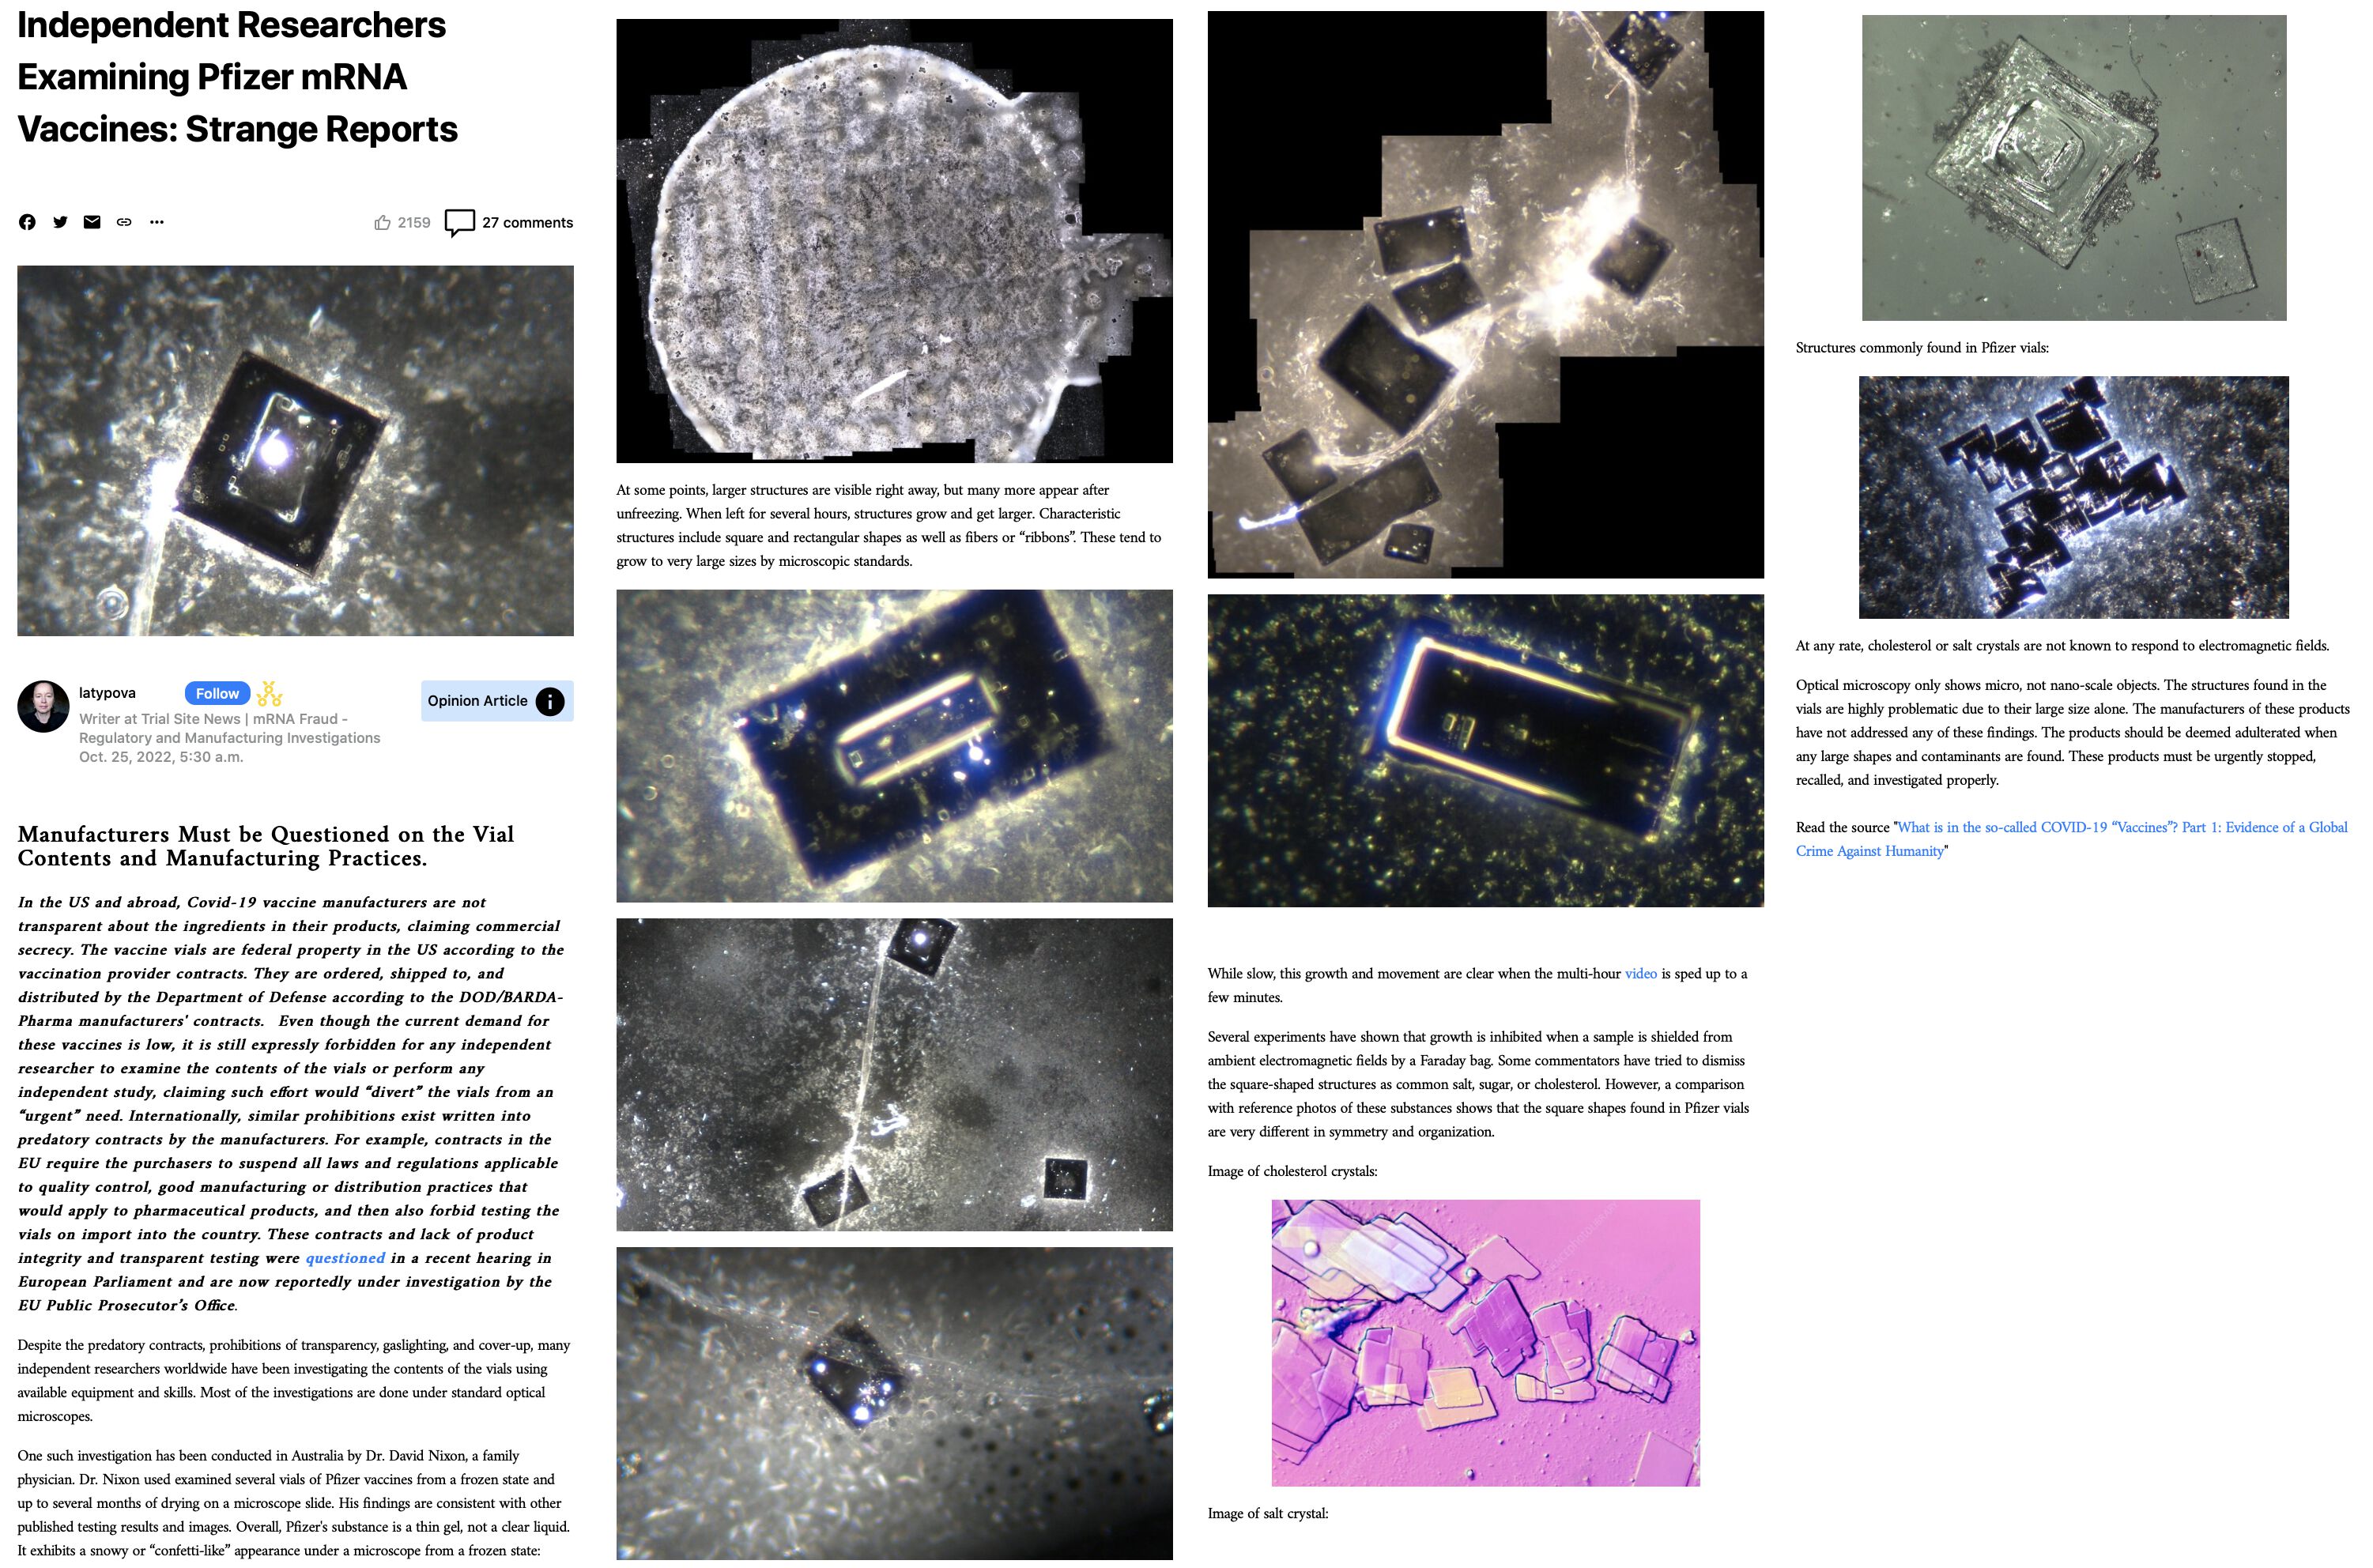 Independent Researchers
Examining Pfizer mRNA
Vaccines: Strange Reports
2159
27 comments
latypova
Follow
Opinion Article
Writer at Trial Site News | mRNA Fraud -
Regulatory and Manufacturing Investigations
Oct. 25, 2022, 5:30 a.m.
Manufacturers Must be Questioned on the Vial
Contents and Manufacturing Practices.
In the US and abroad, Covid-19 vaccine manufacturers are not
transparent about the ingredients in their products, claiming commercial
secrecy. The vaccine vials are federal property in the US according to the
vaccination provider contracts. They are ordered, shipped to, and
distributed by the Department of Defense according to the DOD/BARDA-
Pharma manufacturers' contracts.  Even though the current demand for
these vaccines is low, it is still expressly forbidden for any independent
researcher to examine the contents of the vials or perform any
independent study, claiming such effort would “divert” the vials from an
“urgent” need. Internationally, similar prohibitions exist written into
predatory contracts by the manufacturers. For example, contracts in the
EU require the purchasers to suspend all laws and regulations applicable
to quality control, good manufacturing or distribution practices that
would apply to pharmaceutical products, and then also forbid testing the
vials on import into the country. These contracts and lack of product
integrity and transparent testing were questioned in a recent hearing in
European Parliament and are now reportedly under investigation by the
EU Public Prosecutor’s Office.
Despite the predatory contracts, prohibitions of transparency, gaslighting, and cover-up, many
independent researchers worldwide have been investigating the contents of the vials using
available equipment and skills. Most of the investigations are done under standard optical
microscopes.
One such investigation has been conducted in Australia by Dr. David Nixon, a family
physician. Dr. Nixon used examined several vials of Pfizer vaccines from a frozen state and
up to several months of drying on a microscope slide. His findings are consistent with other
published testing results and images. Overall, Pfizer's substance is a thin gel, not a clear liquid.
It exhibits a snowy or “confetti-like” appearance under a microscope from a frozen state:
At some points, larger structures are visible right away, but many more appear after
unfreezing. When left for several hours, structures grow and get larger. Characteristic
structures include square and rectangular shapes as well as fibers or “ribbons”. These tend to
grow to very large sizes by microscopic standards.
While slow, this growth and movement are clear when the multi-hour video is sped up to a
few minutes.
Several experiments have shown that growth is inhibited when a sample is shielded from
ambient electromagnetic fields by a Faraday bag. Some commentators have tried to dismiss
the square-shaped structures as common salt, sugar, or cholesterol. However, a comparison
with reference photos of these substances shows that the square shapes found in Pfizer vials
are very different in symmetry and organization.
Image of cholesterol crystals:
Image of salt crystal:
Structures commonly found in Pfizer vials:
At any rate, cholesterol or salt crystals are not known to respond to electromagnetic fields.
Optical microscopy only shows micro, not nano-scale objects. The structures found in the
vials are highly problematic due to their large size alone. The manufacturers of these products
have not addressed any of these findings. The products should be deemed adulterated when
any large shapes and contaminants are found. These products must be urgently stopped,
recalled, and investigated properly.
Read the source "What is in the so-called COVID-19 “Vaccines”? Part 1: Evidence of a Global
Crime Against Humanity"